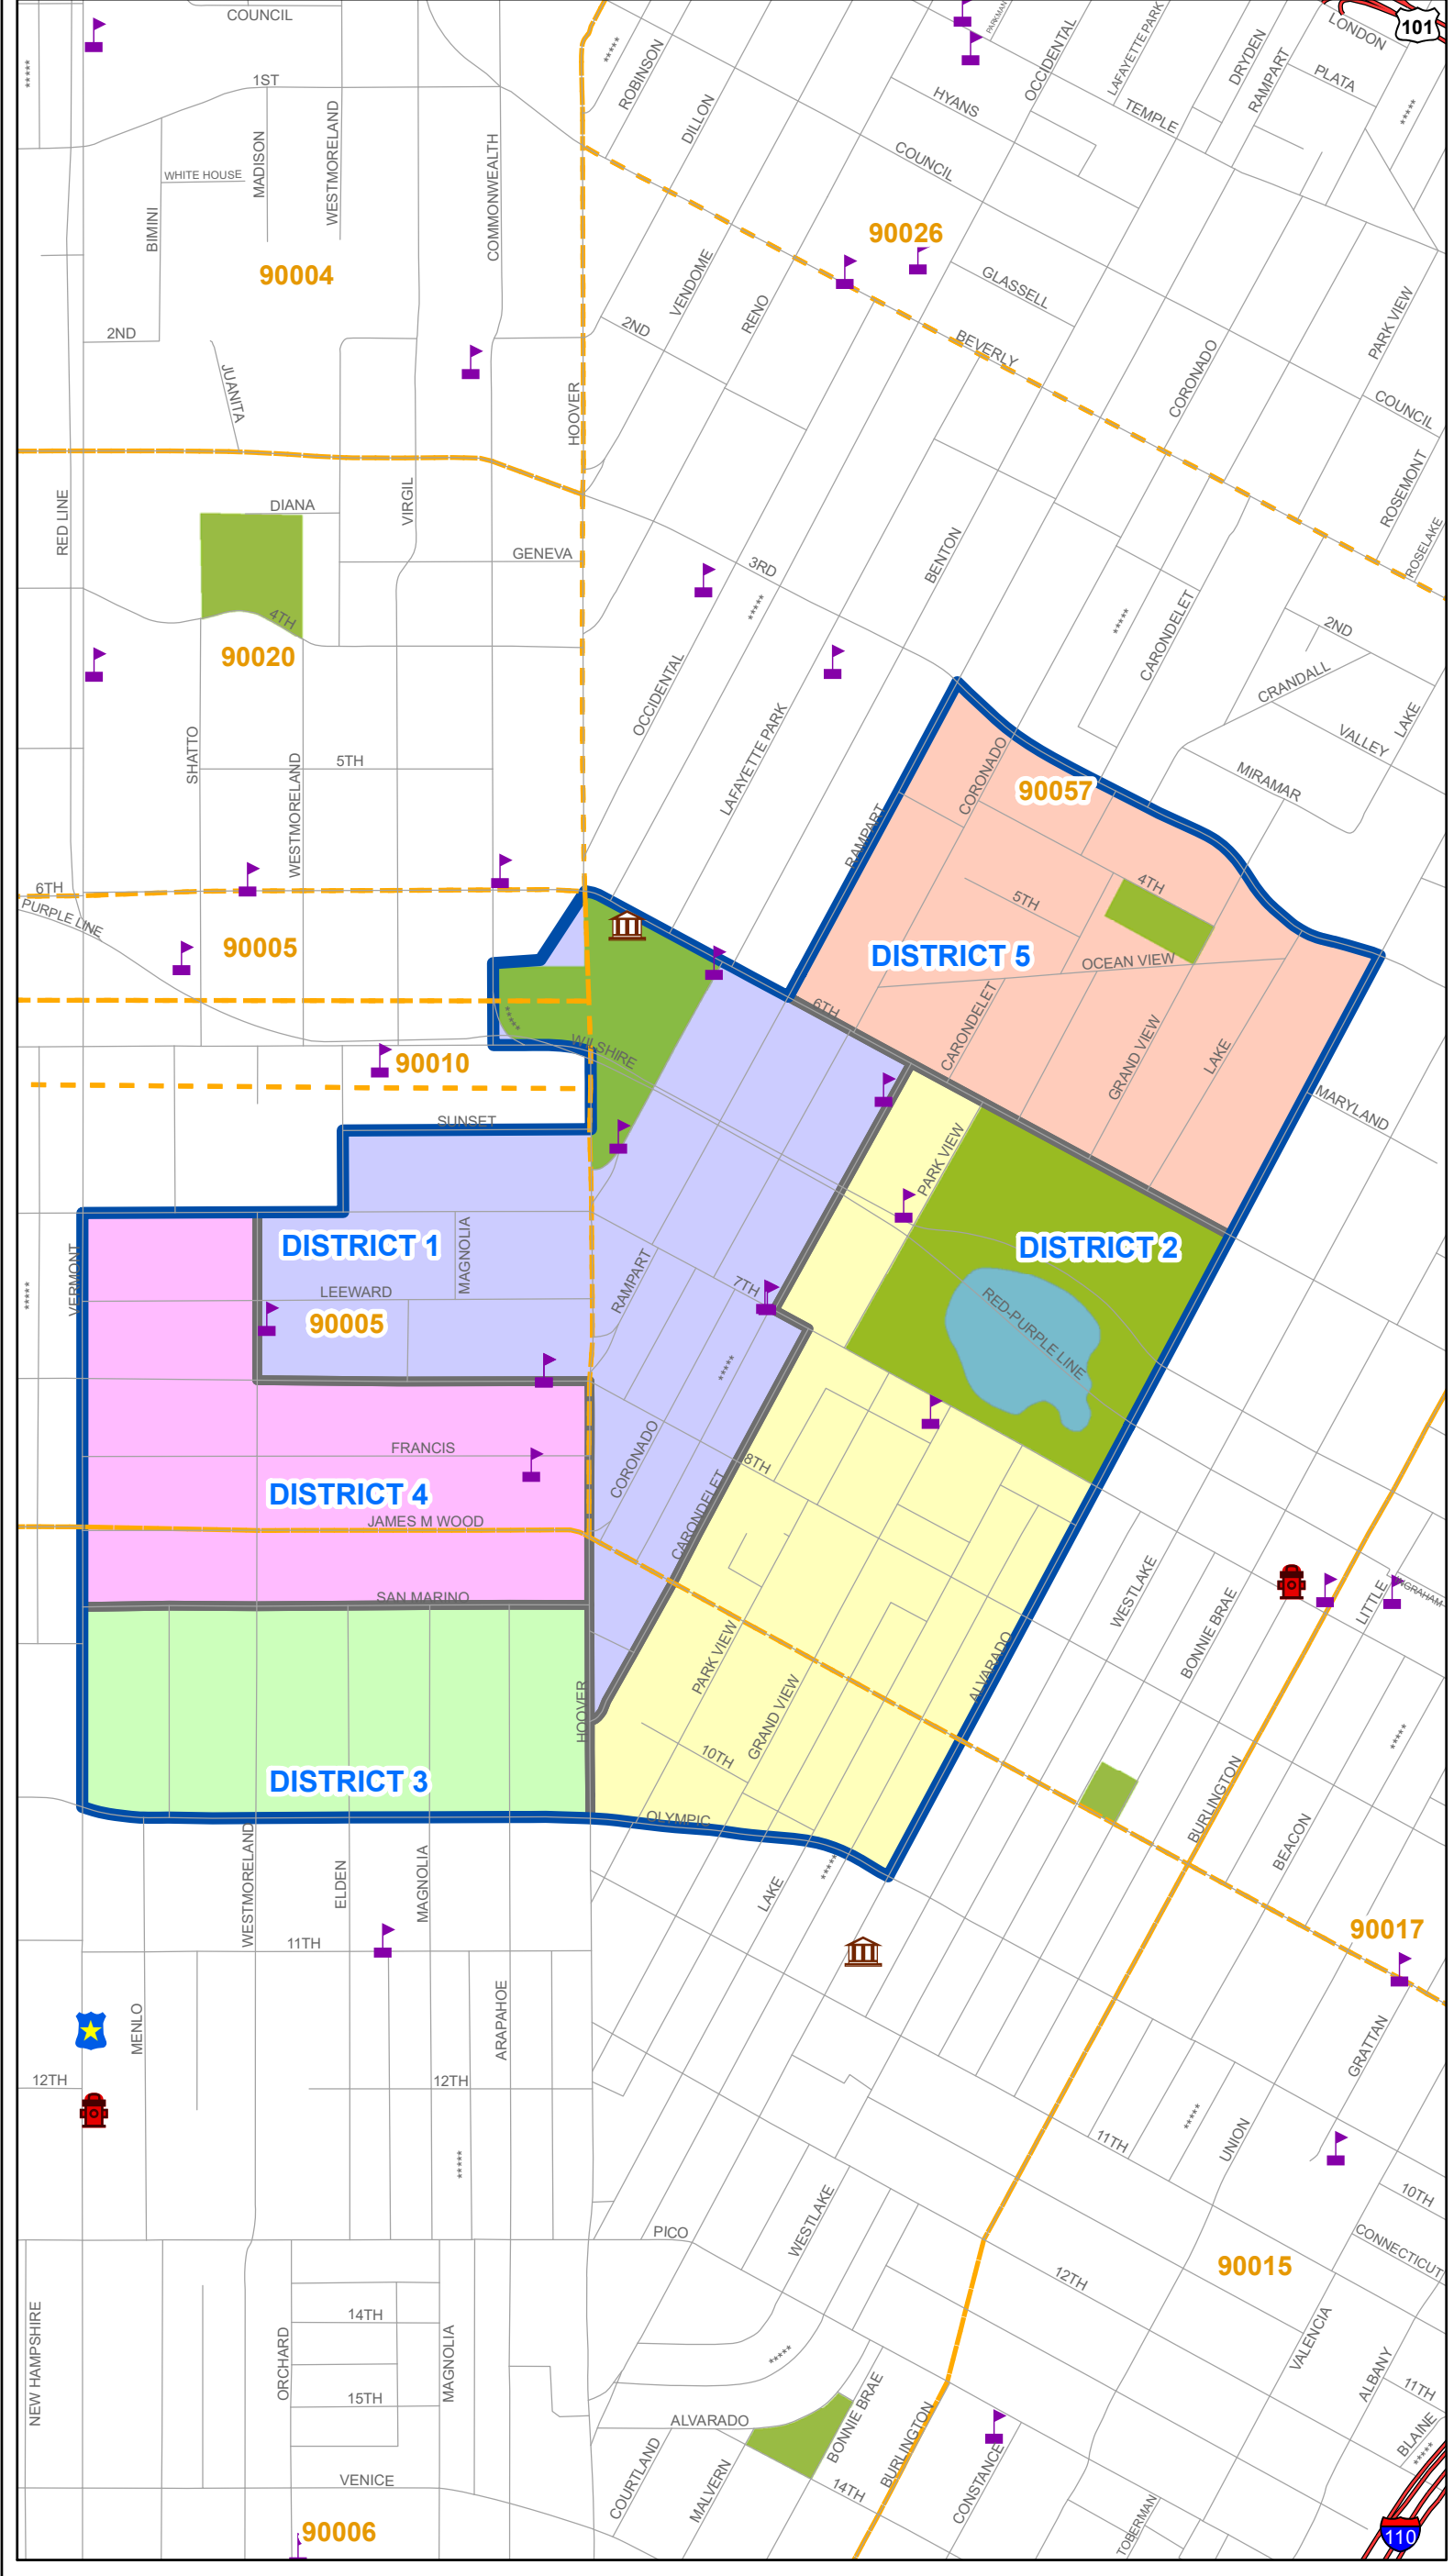 COUNCIL
PARKMAN
LONDON
101
*****
*****
ROBINSON
OCCIDENTAL
LAFAYETTE PARK
DRYDEN
RAMPART
PLATA
1ST
HYANS
TEMPLE
*****
MADISON
WESTMORELAND
COMMONWEALTH
DILLON
COUNCIL
WHITE HOUSE
BIMINI
90026
90004
VENDOME
GLASSELL
2ND
RENO
2ND
BEVERLY
PARK VIEW
JUANITA
HOOVER
CORONADO
COUNCIL
RED LINE
DIANA
VIRGIL
ROSEMONT
GENEVA
3RD
BENTON
ROSELAKE
4TH
*****
*****
2ND
90020
OCCIDENTAL
CARONDELET
CRANDALL
SHATTO
WESTMORELAND
5TH
LAFAYETTE PARK
CORONADO
VALLEY
LAKE
90057
MIRAMAR
RAMPART
6TH
4TH
5TH
PURPLE LINE
90005
DISTRICT 5
OCEAN VIEW
6TH
*****
WILSHIRE
CARONDELET
GRAND VIEW
LAKE
90010
SUNSET
MARYLAND
PARK VIEW
DISTRICT 1
DISTRICT 2
VERMONT
*****
MAGNOLIA
LEEWARD
RAMPART
7TH
RED-PURPLE LINE
90005
*****
FRANCIS
CORONADO
8TH
DISTRICT 4
JAMES M WOOD
CARONDELET
SAN MARINO
WESTLAKE
BONNIE BRAE
LITTLE
HOOVER
PARK VIEW
GRAND VIEW
ALVARADO
*****
10TH
DISTRICT 3
OLYMPIC
BURLINGTON
BEACON
WESTMORELAND
ELDEN
MAGNOLIA
LAKE
*****
11TH
90017
MENLO
ARAPAHOE
GRATTAN
12TH
12TH
*****
*****
11TH
UNION
10TH
PICO
WESTLAKE
CONNECTICUT
90015
12TH
NEW HAMPSHIRE
14TH
ORCHARD
MAGNOLIA
*****
VALENCIA
ALBANY
15TH
11TH
ALVARADO
BONNIE BRAE
BURLINGTON
BLAINE
*****
COURTLAND
MALVERN
CONSTANCE
VENICE
14TH
TOBERMAN
90006
110